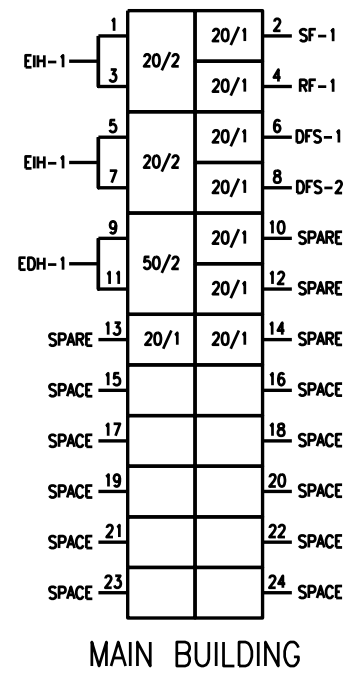 1 20/1 2 SF-1
EIH-1 20/2
3 20/1 4 RF-1
5 20/1 6 DFS-1
EIH-1 20/2
7 20/1 8 DFS-2
9 20/1 10 SPARE
EDH-1 50/2
11 20/1 12 SPARE
SPARE 13 20/1 20/1 14 SPARE
SPACE 15 16 SPACE
SPACE 17 18 SPACE
SPACE 19 20 SPACE
SPACE 21 22 SPACE
SPACE 23 24 SPACE
MAIN BUILDING